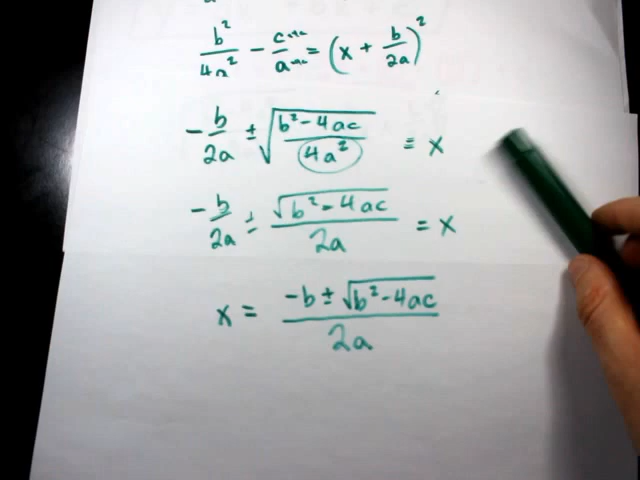 b²/4a² - c·4a/a·4a = (x + b/2a)²
-b/2a ± √(b²-4ac/4a²) = x
-b/2a ± √(b²-4ac)/2a = x
x = -b ± √(b²-4ac)/2a